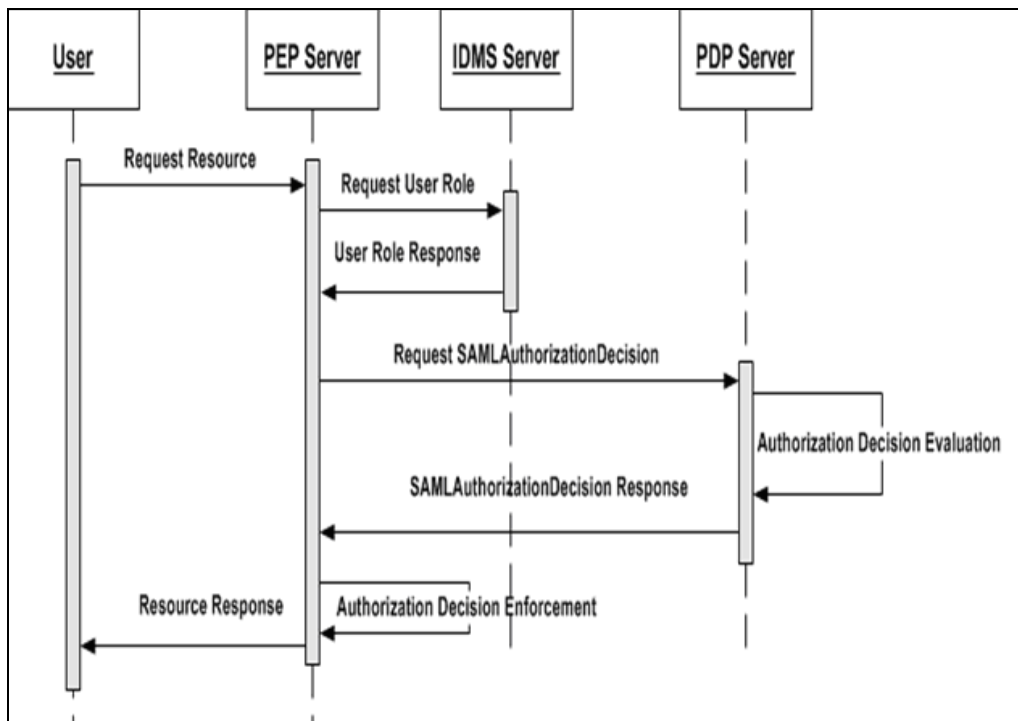 User
PEP Server
IDMS Server
PDP Server
Request Resource
Request User Role
User Role Response
Request SAMLAuthorizationDecision
Authorization Decision Evaluation
SAMLAuthorizationDecision Response
Authorization Decision Enforcement
Resource Response